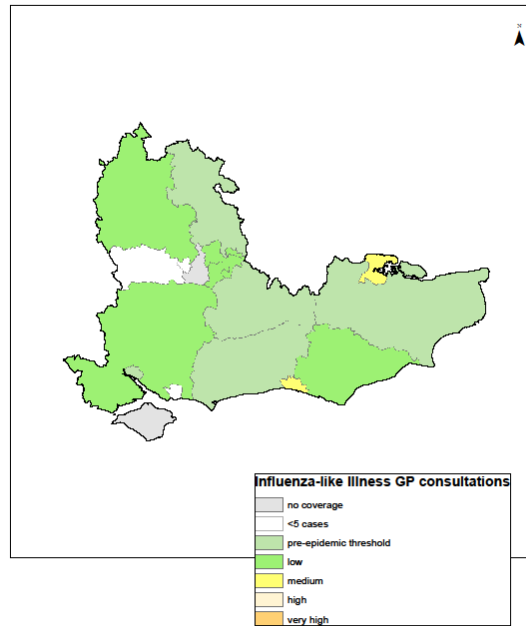 N
Influenza-like Illness GP consultations
no coverage
<5 cases
pre-epidemic threshold
low
medium
high
very high